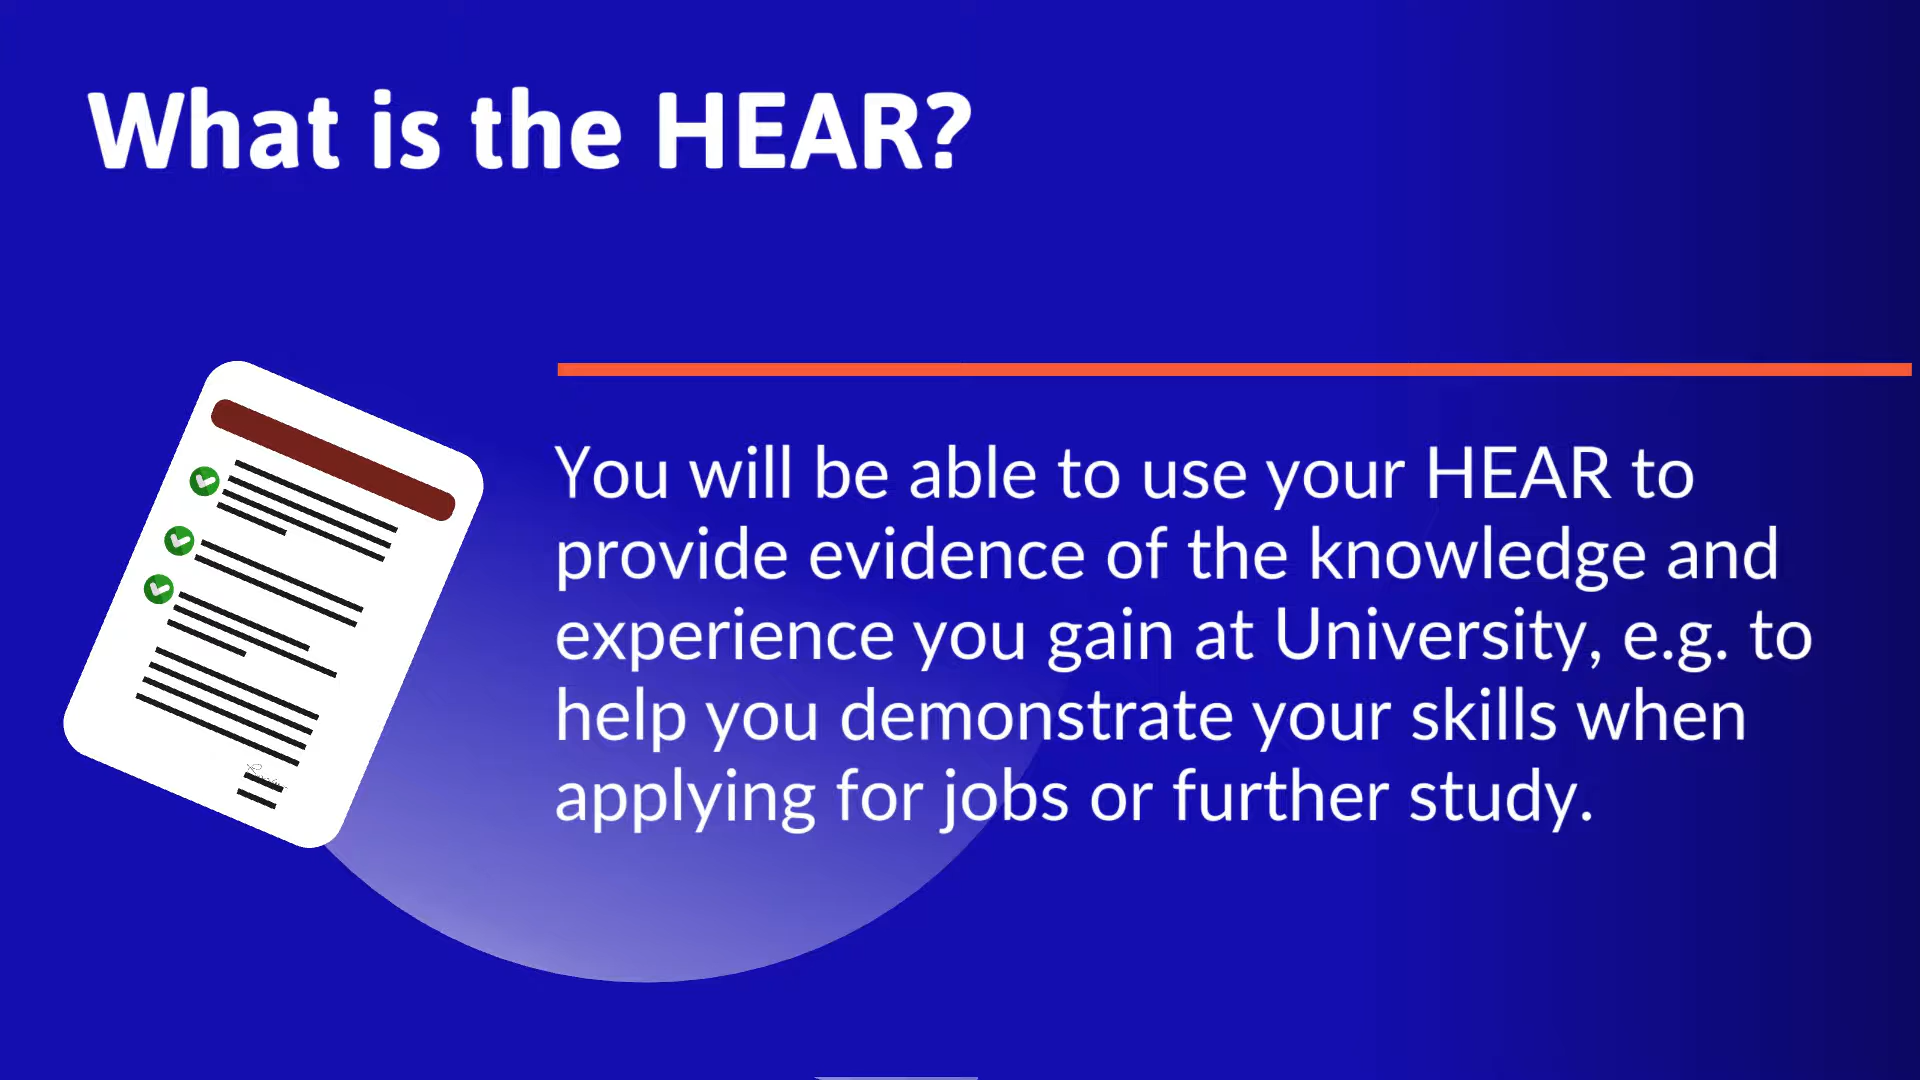 What is the HEAR?
You will be able to use your HEAR to
provide evidence of the knowledge and
experience you gain at University, e.g. to
help you demonstrate your skills when
applying for jobs or further study.